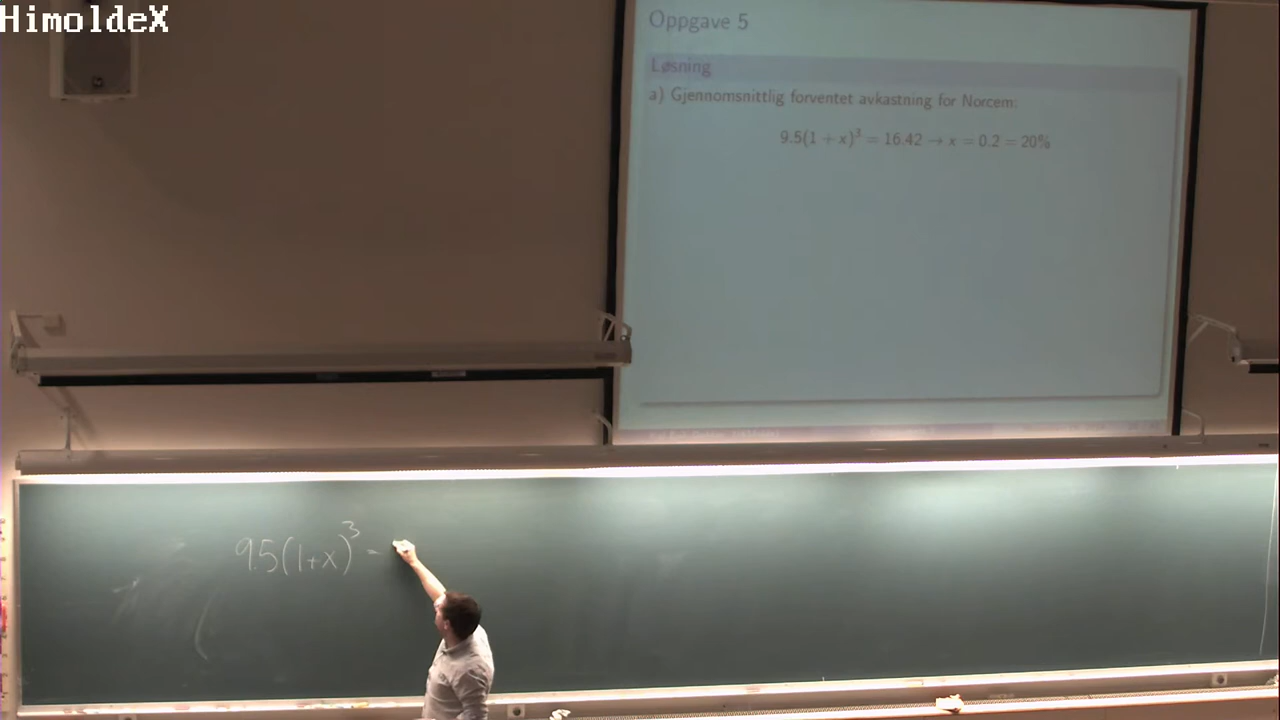 HimoldeX
Oppgave 5
Løsning
a) Gjennomsnittlig forventet avkastning for Norcem:
9.5(1 + x)³ = 16.42 → x = 0.2 = 20%
9.5(1+x)³ =